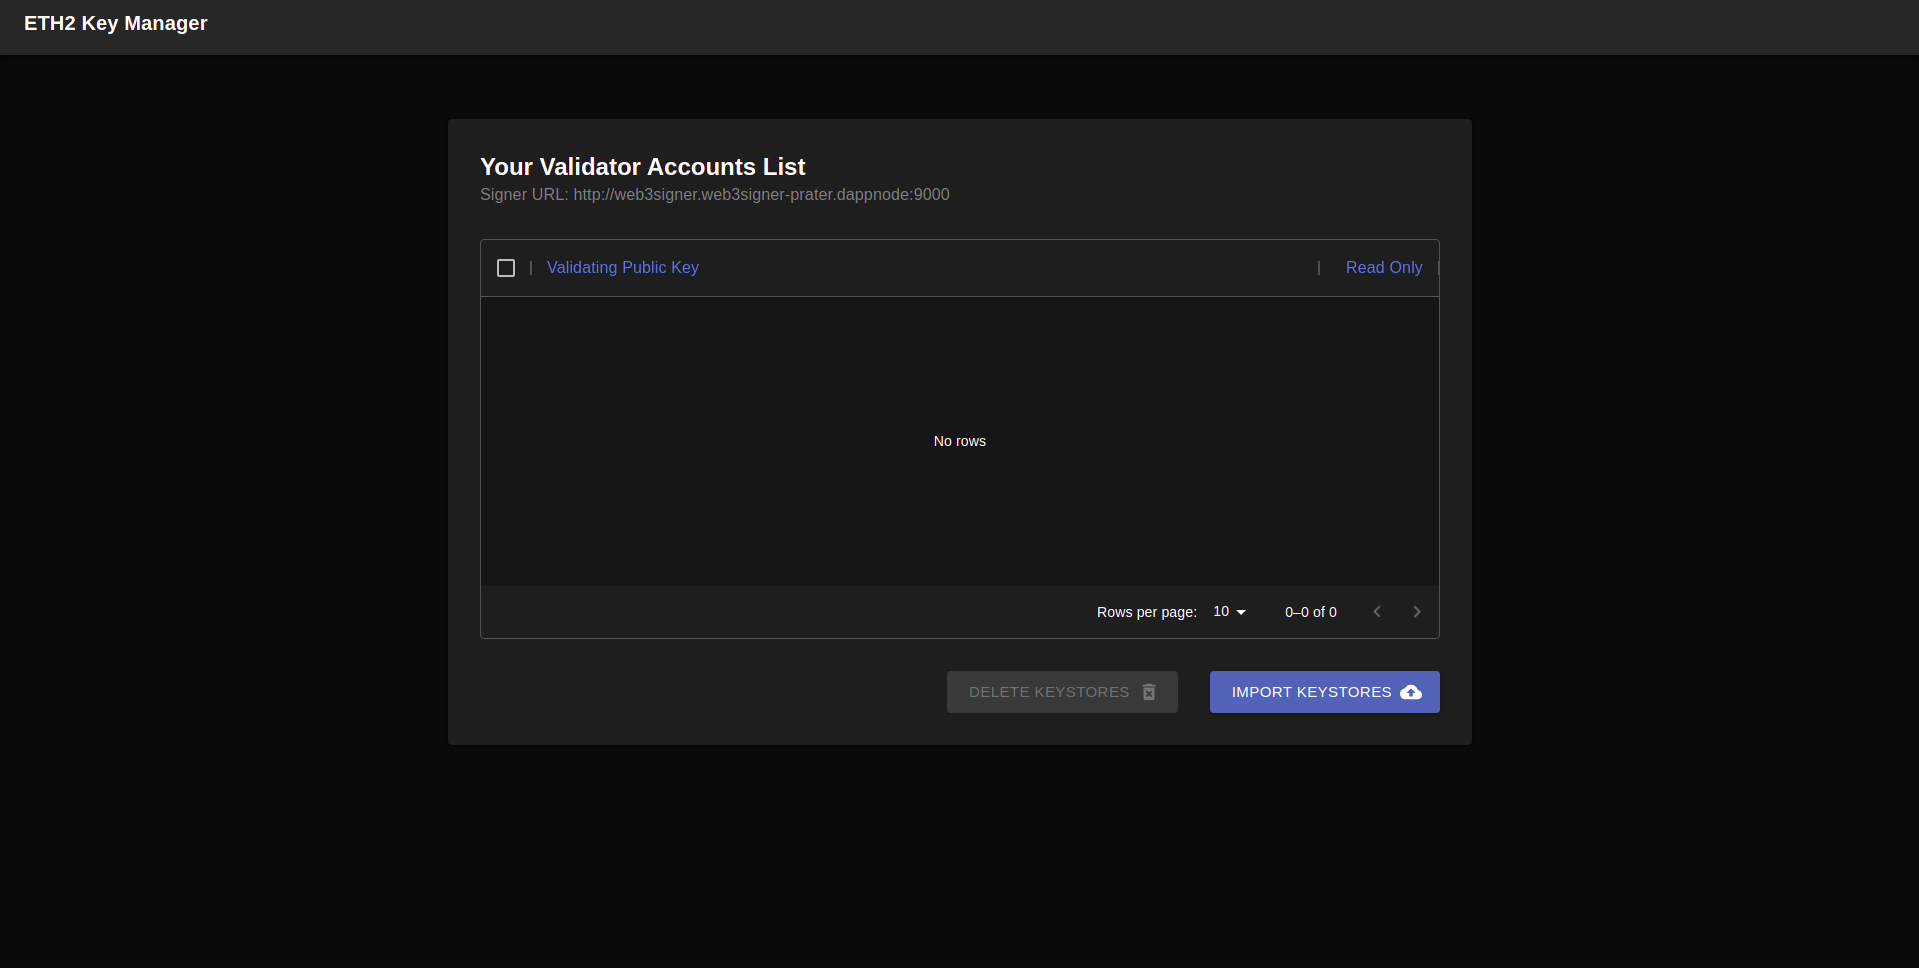 ETH2 Key Manager
Your Validator Accounts List
Signer URL: http://web3signer.web3signer-prater.dappnode:9000
Validating Public Key Read Only
No rows
Rows per page: 10 0–0 of 0
DELETE KEYSTORES IMPORT KEYSTORES